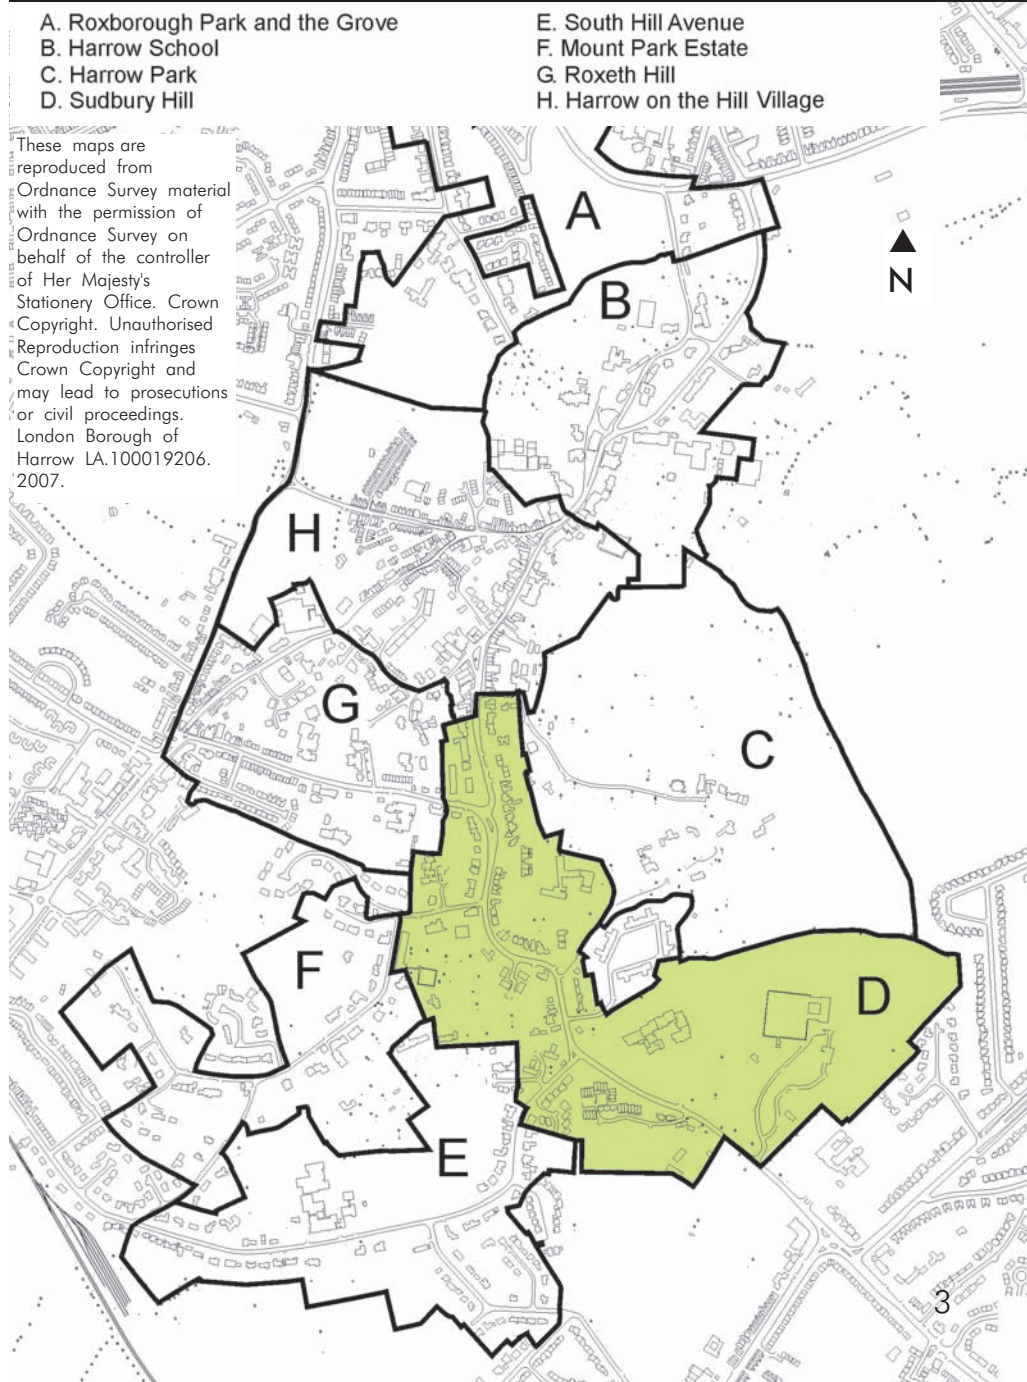 A. Roxborough Park and the Grove
B. Harrow School
C. Harrow Park
D. Sudbury Hill
E. South Hill Avenue
F. Mount Park Estate
G. Roxeth Hill
H. Harrow on the Hill Village
These maps are
reproduced from
Ordnance Survey material
with the permission of
Ordnance Survey on
behalf of the controller
of Her Majesty's
Stationery Office. Crown
Copyright. Unauthorised
Reproduction infringes
Crown Copyright and
may lead to prosecutions
or civil proceedings.
London Borough of
Harrow LA.100019206.
2007.
A
B
N
H
G
C
F
D
E
3